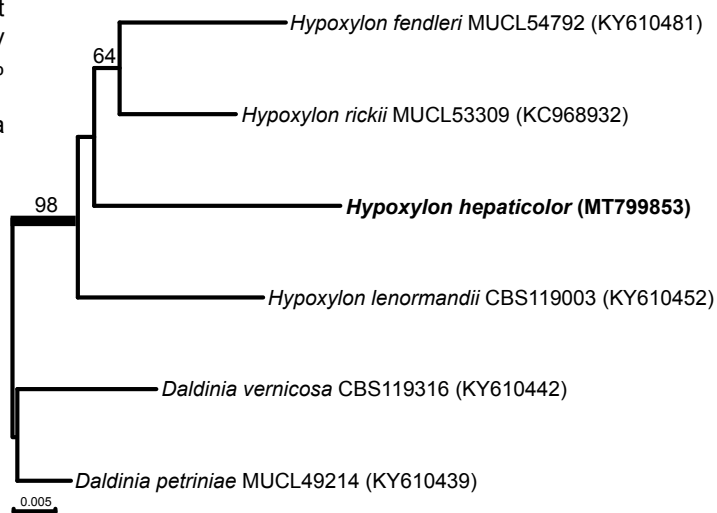 t
y
%
a
Hypoxylon fendleri MUCL54792 (KY610481)
64
Hypoxylon rickii MUCL53309 (KC968932)
98
Hypoxylon hepaticolor (MT799853)
Hypoxylon lenormandii CBS119003 (KY610452)
Daldinia vernicosa CBS119316 (KY610442)
Daldinia petriniae MUCL49214 (KY610439)
0.005